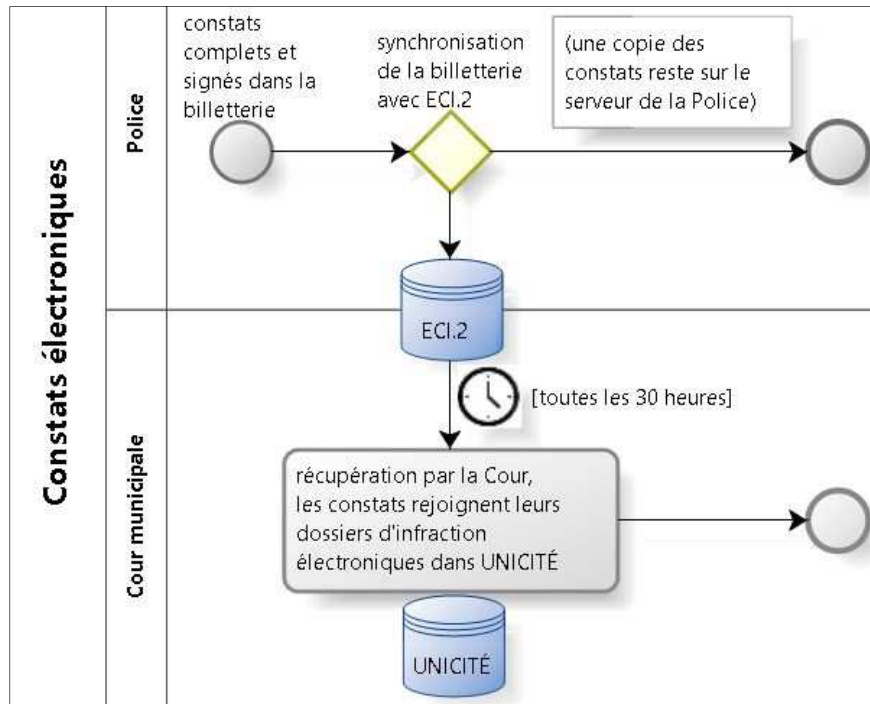 Constats électroniques
Police
constats
complets et
signés dans la
billetterie
synchronisation
de la billetterie
avec ECI.2
(une copie des
constats reste sur le
serveur de la Police)
ECI.2
Cour municipale
[toutes les 30 heures]
récupération par la Cour,
les constats rejoignent leurs
dossiers d'infraction
électroniques dans UNICITÉ
UNICITÉ